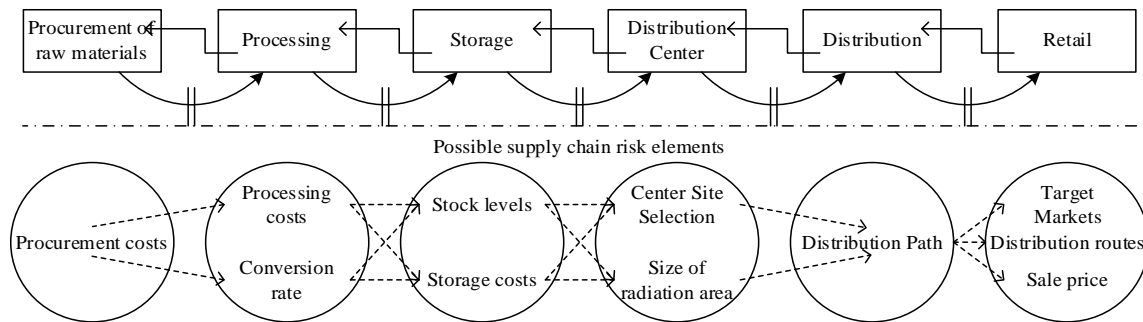 Procurement of
raw materials
Processing
Storage
Distribution
Center
Distribution
Retail
Possible supply chain risk elements
Procurement costs
Processing
costs
Conversion
rate
Stock levels
Storage costs
Center Site
Selection
Size of
radiation area
Distribution Path
Target
Markets
Distribution routes
Sale price